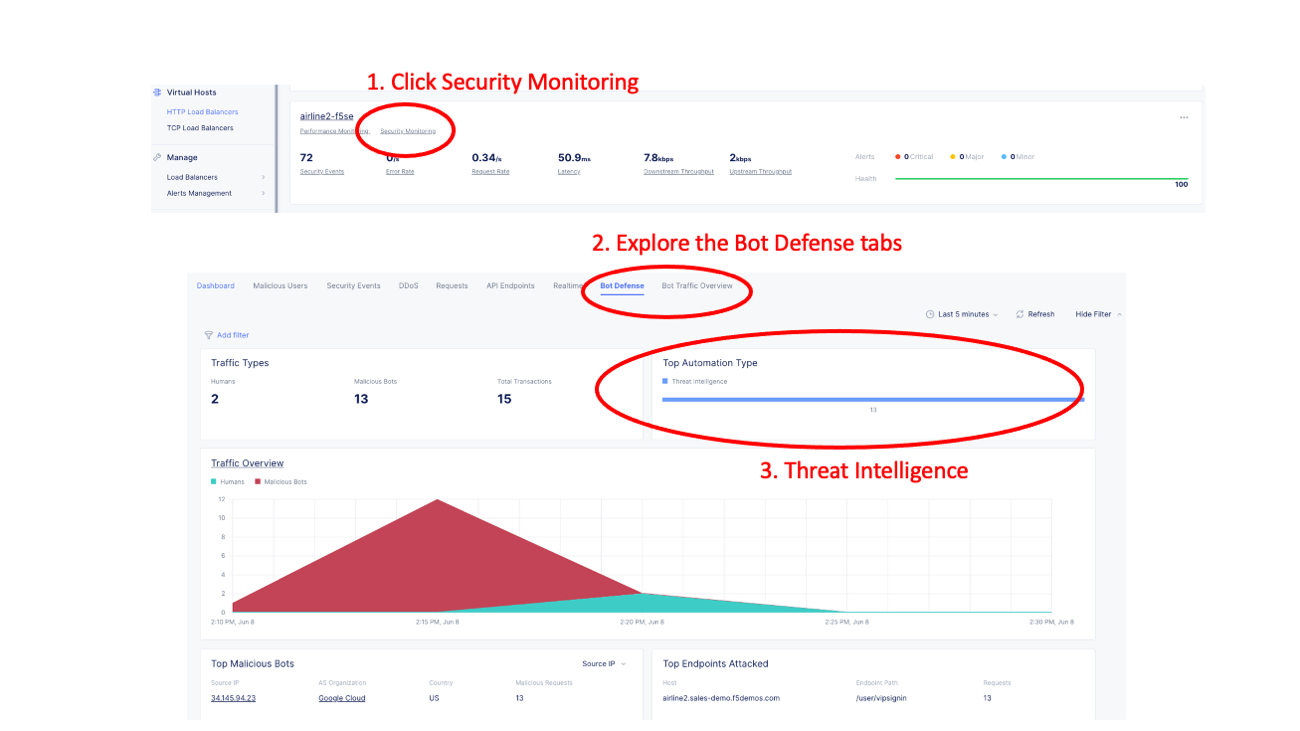 1. Click Security Monitoring
Virtual Hosts
HTTP Load Balancers
TCP Load Balancers
Manage
Load Balancers
Alerts Management
airline2-f5se
Performance Monitoring Security Monitoring
72 0/s 0.34/s 50.9ms 7.8kbps 2kbps
Security Events Error Rate Request Rate Latency Downstream Throughput Upstream Throughput
Alerts 0 Critical 0 Major 0 Minor
Health
100
2. Explore the Bot Defense tabs
Dashboard Malicious Users Security Events DDoS Requests API Endpoints Realtime Bot Defense Bot Traffic Overview
Last 5 minutes Refresh Hide Filter
Add filter
Traffic Types
Humans Malicious Bots Total Transactions
2 13 15
Top Automation Type
Threat Intelligence
13
3. Threat Intelligence
Traffic Overview
Humans Malicious Bots
12
10
8
6
4
2
0
2:10 PM, Jun 8 2:15 PM, Jun 8 2:20 PM, Jun 8 2:25 PM, Jun 8 2:30 PM, Jun 8
Top Malicious Bots Source IP
Source IP AS Organization Country Malicious Requests
34.145.94.23 Google Cloud US 13
Top Endpoints Attacked
Host Endpoint Path Requests
airline2.sales-demo.f5demos.com /user/vipsignin 13